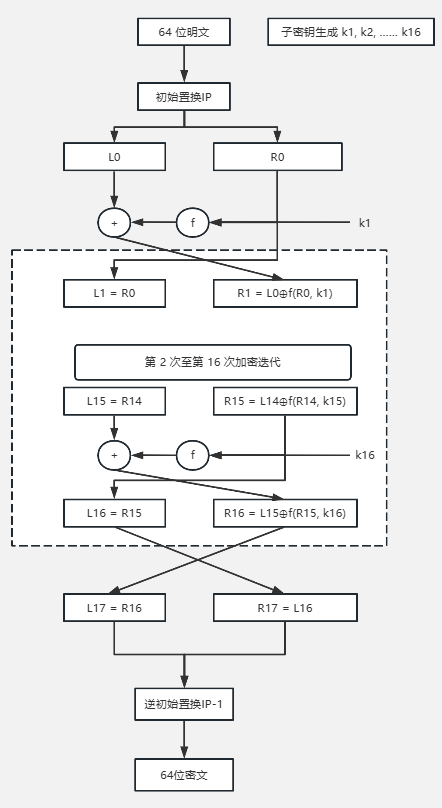 64 位明文
子密钥生成 k1, k2, …… k16
初始置换IP
L0
R0
+
f
k1
L1 = R0
R1 = L0⊕f(R0, k1)
第 2 次至第 16 次加密迭代
L15 = R14
R15 = L14⊕f(R14, k15)
+
f
k16
L16 = R15
R16 = L15⊕f(R15, k16)
L17 = R16
R17 = L16
逆初始置换IP-1
64位密文